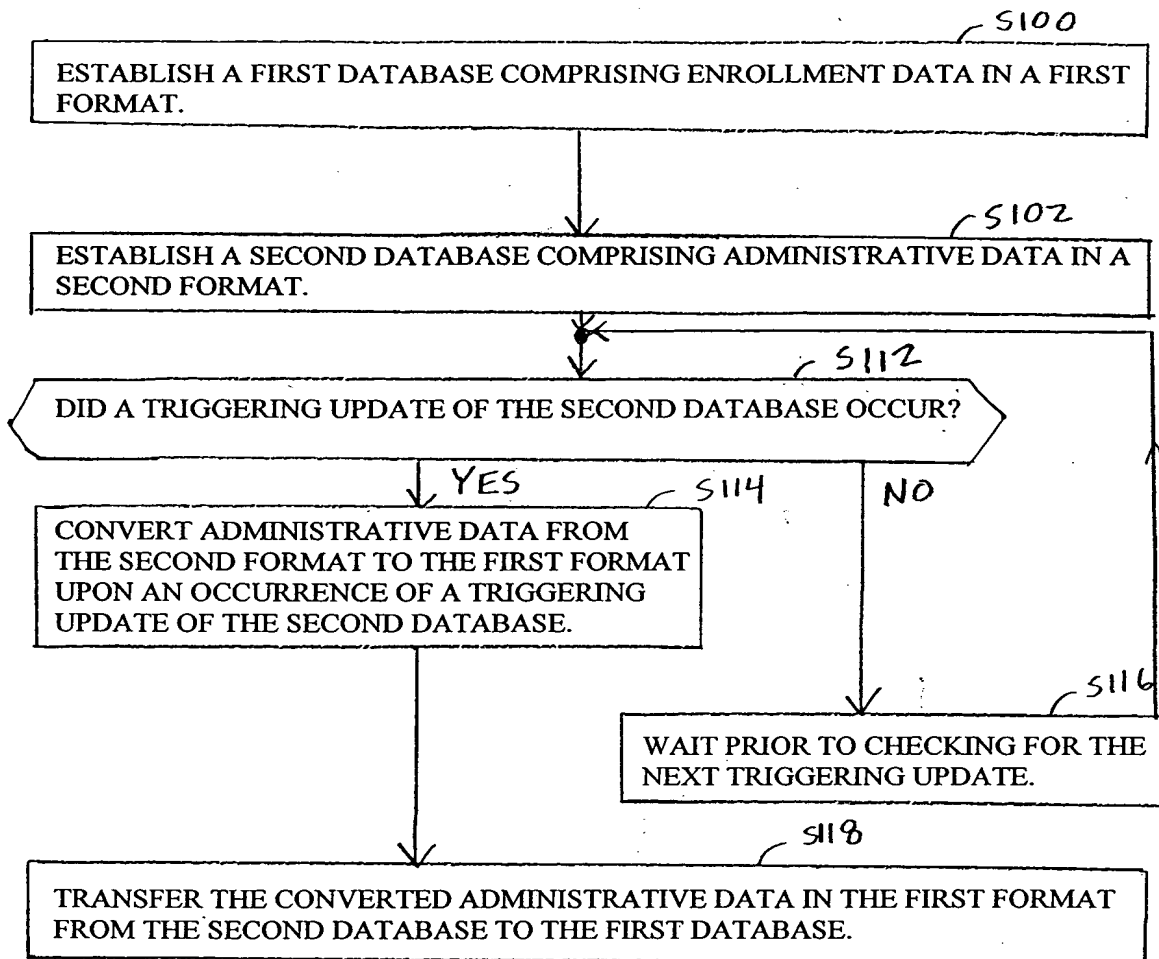 S100
ESTABLISH A FIRST DATABASE COMPRISING ENROLLMENT DATA IN A FIRST
FORMAT.
S102
ESTABLISH A SECOND DATABASE COMPRISING ADMINISTRATIVE DATA IN A
SECOND FORMAT.
S112
DID A TRIGGERING UPDATE OF THE SECOND DATABASE OCCUR?
YES
NO
S114
CONVERT ADMINISTRATIVE DATA FROM
THE SECOND FORMAT TO THE FIRST FORMAT
UPON AN OCCURRENCE OF A TRIGGERING
UPDATE OF THE SECOND DATABASE.
S116
WAIT PRIOR TO CHECKING FOR THE
NEXT TRIGGERING UPDATE.
S118
TRANSFER THE CONVERTED ADMINISTRATIVE DATA IN THE FIRST FORMAT
FROM THE SECOND DATABASE TO THE FIRST DATABASE.